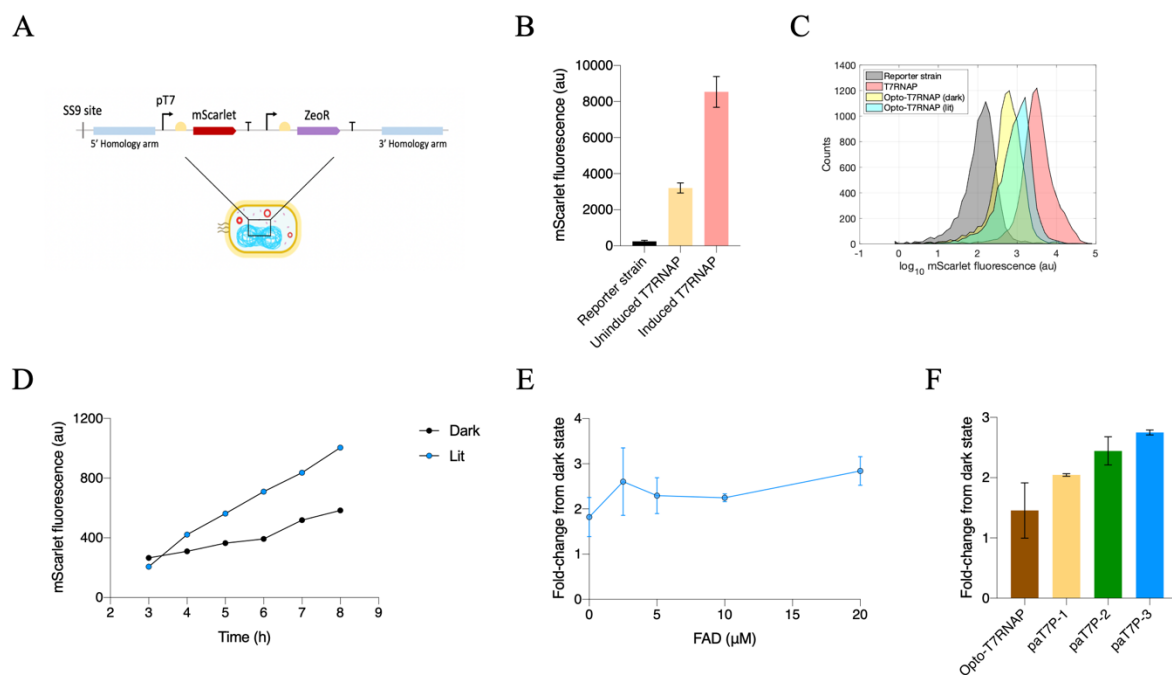 A
SS9 site
pT7
mScarlet
ZeoR
5' Homology arm
3' Homology arm
B
mScarlet fluorescence (au)
10000
8000
6000
4000
2000
0
Reporter strain
Uninduced T7RNAP
Induced T7RNAP
C
Counts
1400
1200
1000
800
600
400
200
0
Reporter strain
T7RNAP
Opto-T7RNAP (dark)
Opto-T7RNAP (lit)
-1 0 1 2 3 4 5
log10 mScarlet fluorescence (au)
D
mScarlet fluorescence (au)
1200
800
400
0
2 3 4 5 6 7 8 9
Time (h)
Dark
Lit
E
Fold-change from dark state
4
3
2
1
0
0 5 10 15 20
FAD (µM)
F
Fold-change from dark state
3
2
1
0
Opto-T7RNAP
paT7P-1
paT7P-2
paT7P-3